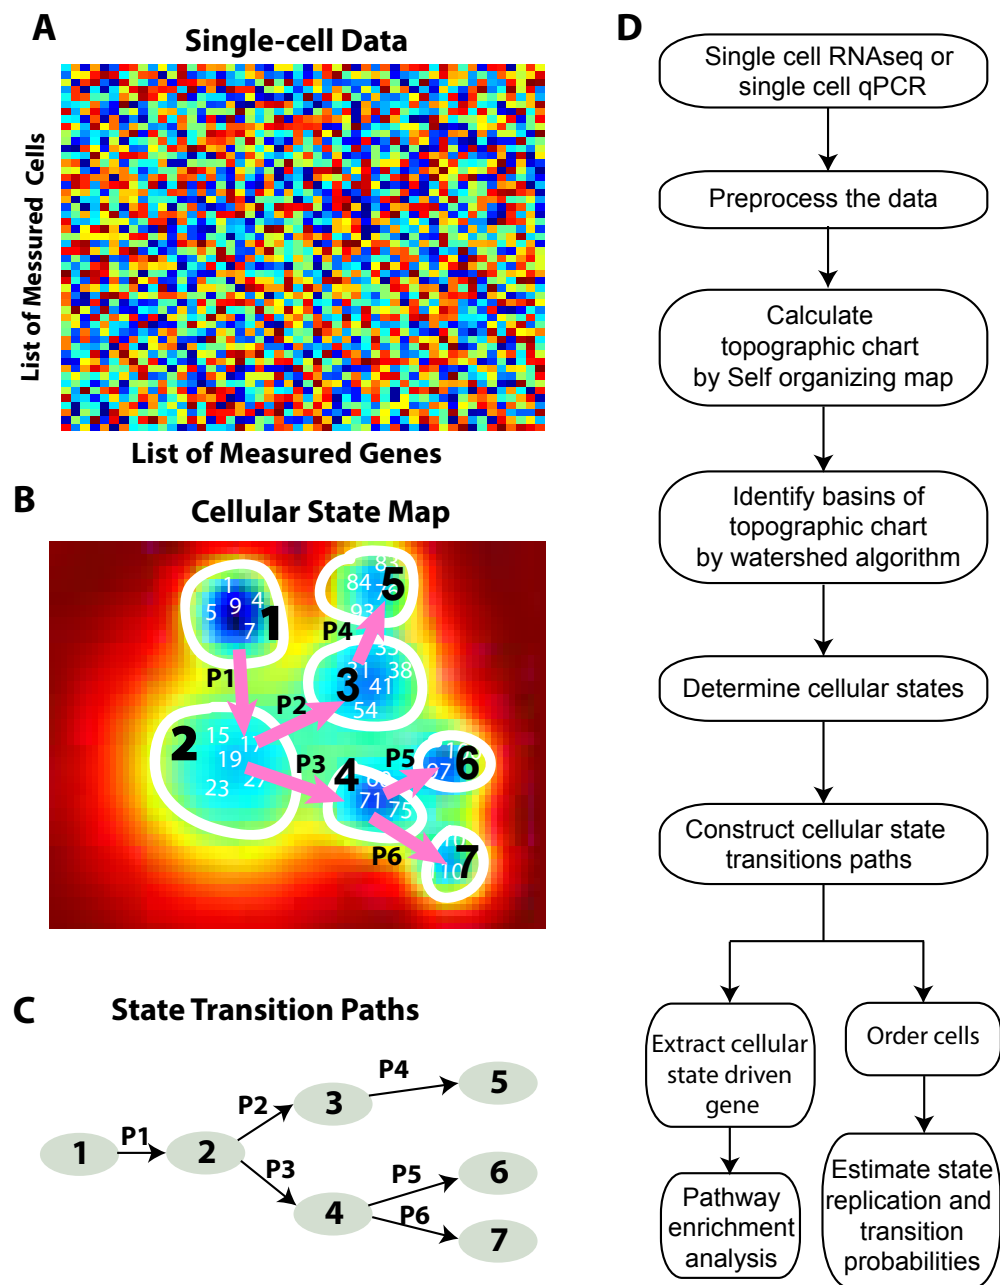 A
Single-cell Data
List of Messured Cells
List of Measured Genes
B
Cellular State Map
1
5
9
4
7
1
P1
84
5
93
P4
3
38
41
54
P2
2
15
17
19
23
27
P3
4
71
75
P5
6
97
P6
7
10
10
C
State Transition Paths
1
P1
2
P2
3
P4
5
P3
4
P5
6
P6
7
D
Single cell RNAseq or
single cell qPCR
Preprocess the data
Calculate
topographic chart
by Self organizing map
Identify basins of
topographic chart
by watershed algorithm
Determine cellular states
Construct cellular state
transitions paths
Extract cellular
state driven
gene
Order cells
Pathway
enrichment
analysis
Estimate state
replication and
transition
probabilities